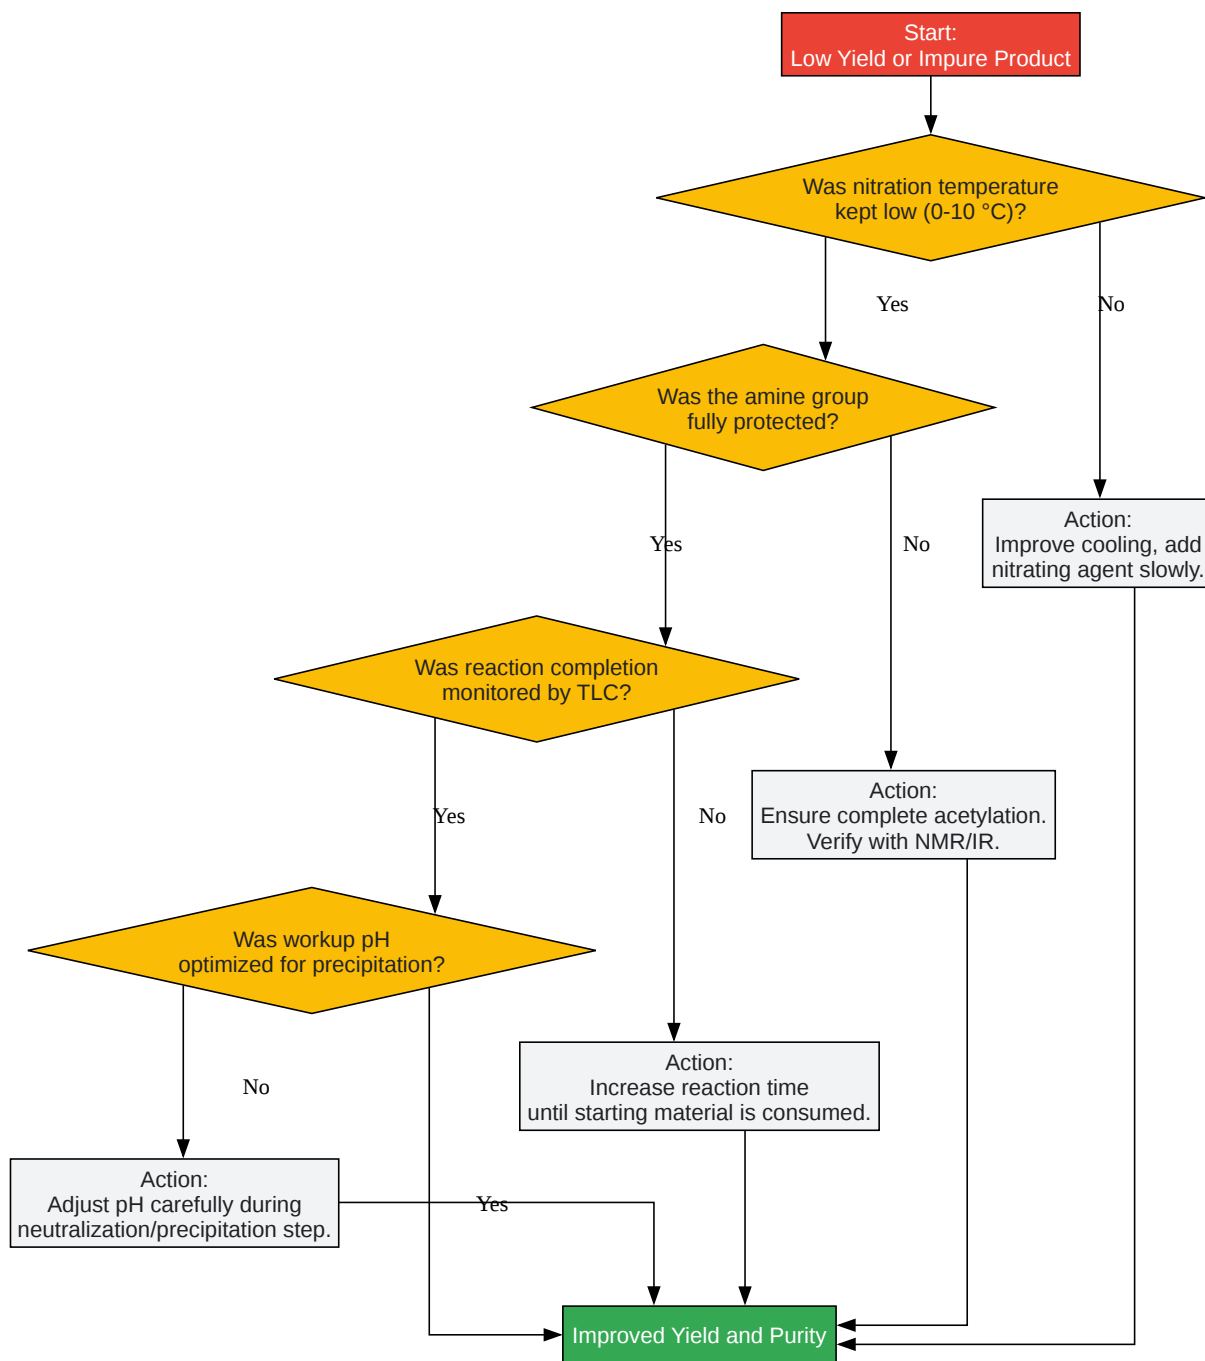 Start:
Low Yield or Impure Product
Was nitration temperature
kept low (0-10 °C)?
Yes
No
Was the amine group
fully protected?
Action:
Improve cooling, add
nitrating agent slowly.
Yes
No
Was reaction completion
monitored by TLC?
Action:
Ensure complete acetylation.
Verify with NMR/IR.
Yes
No
Was workup pH
optimized for precipitation?
Action:
Increase reaction time
until starting material is consumed.
No
Action:
Adjust pH carefully during
neutralization/precipitation step.
Yes
Improved Yield and Purity